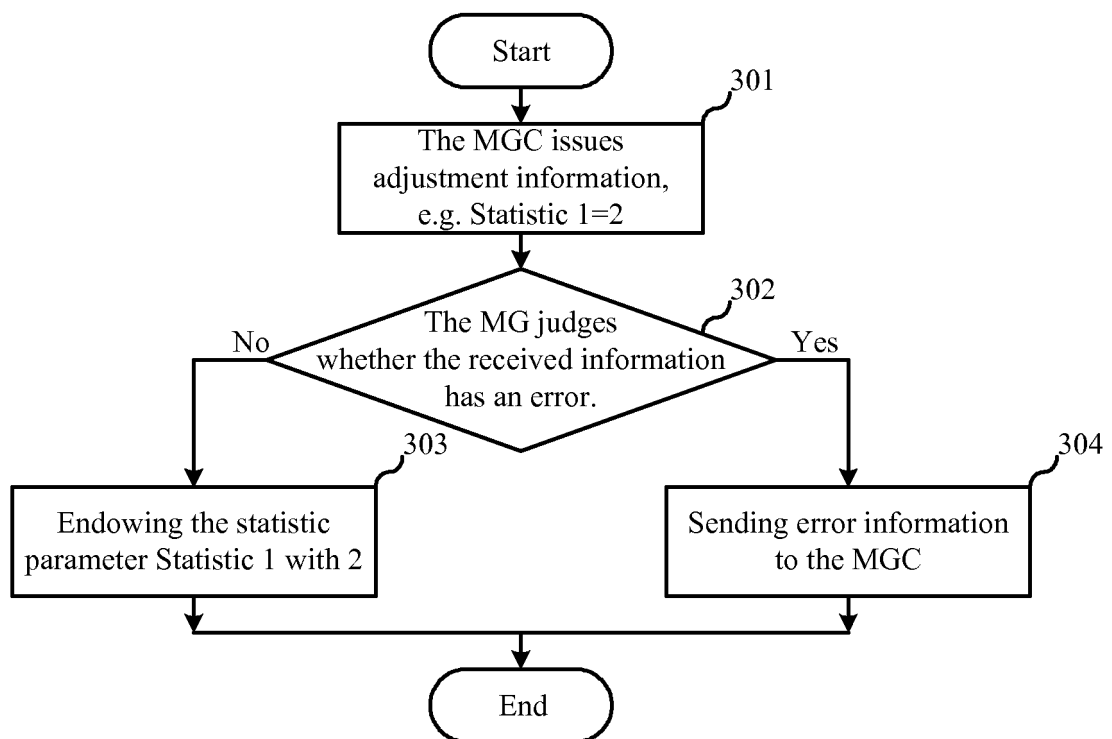 Start
301
The MGC issues
adjustment information,
e.g. Statistic 1=2
302
The MG judges
whether the received information
has an error.
No
Yes
303
Endowing the statistic
parameter Statistic 1 with 2
304
Sending error information
to the MGC
End